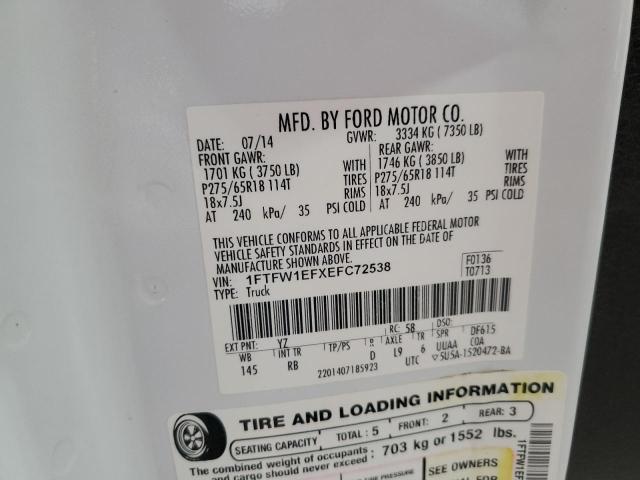 MFD. BY FORD MOTOR CO.
DATE: 07/14 GVWR: 3334 KG (7350 LB)
FRONT GAWR: REAR GAWR:
1701 KG (3750 LB) WITH 1746 KG (3850 LB) WITH
P275/65R18 114T TIRES P275/65R18 114T TIRES
18x7.5J RIMS 18x7.5J RIMS
AT 240 kPa/ 35 PSI COLD AT 240 kPa/ 35 PSI COLD
THIS VEHICLE CONFORMS TO ALL APPLICABLE FEDERAL MOTOR
VEHICLE SAFETY STANDARDS IN EFFECT ON THE DATE OF
MANUFACTURE SHOWN ABOVE.
VIN: 1FTFW1EFXEFC72538 F0136
TYPE: Truck T0713
EXT PNT: YZ RC: 58 DSO:
WB INT TR TP/PS R AXLE TR SPR DF615
145 RB D L9 6 UUAA COA
2201407185923 UTC 5U5A-1520472-BA
TIRE AND LOADING INFORMATION
SEATING CAPACITY TOTAL: 5 FRONT: 2 REAR: 3
The combined weight of occupants and cargo should never exceed: 703 kg or 1552 lbs.
PRESSURE SEE OWNERS
1FTFW1EF